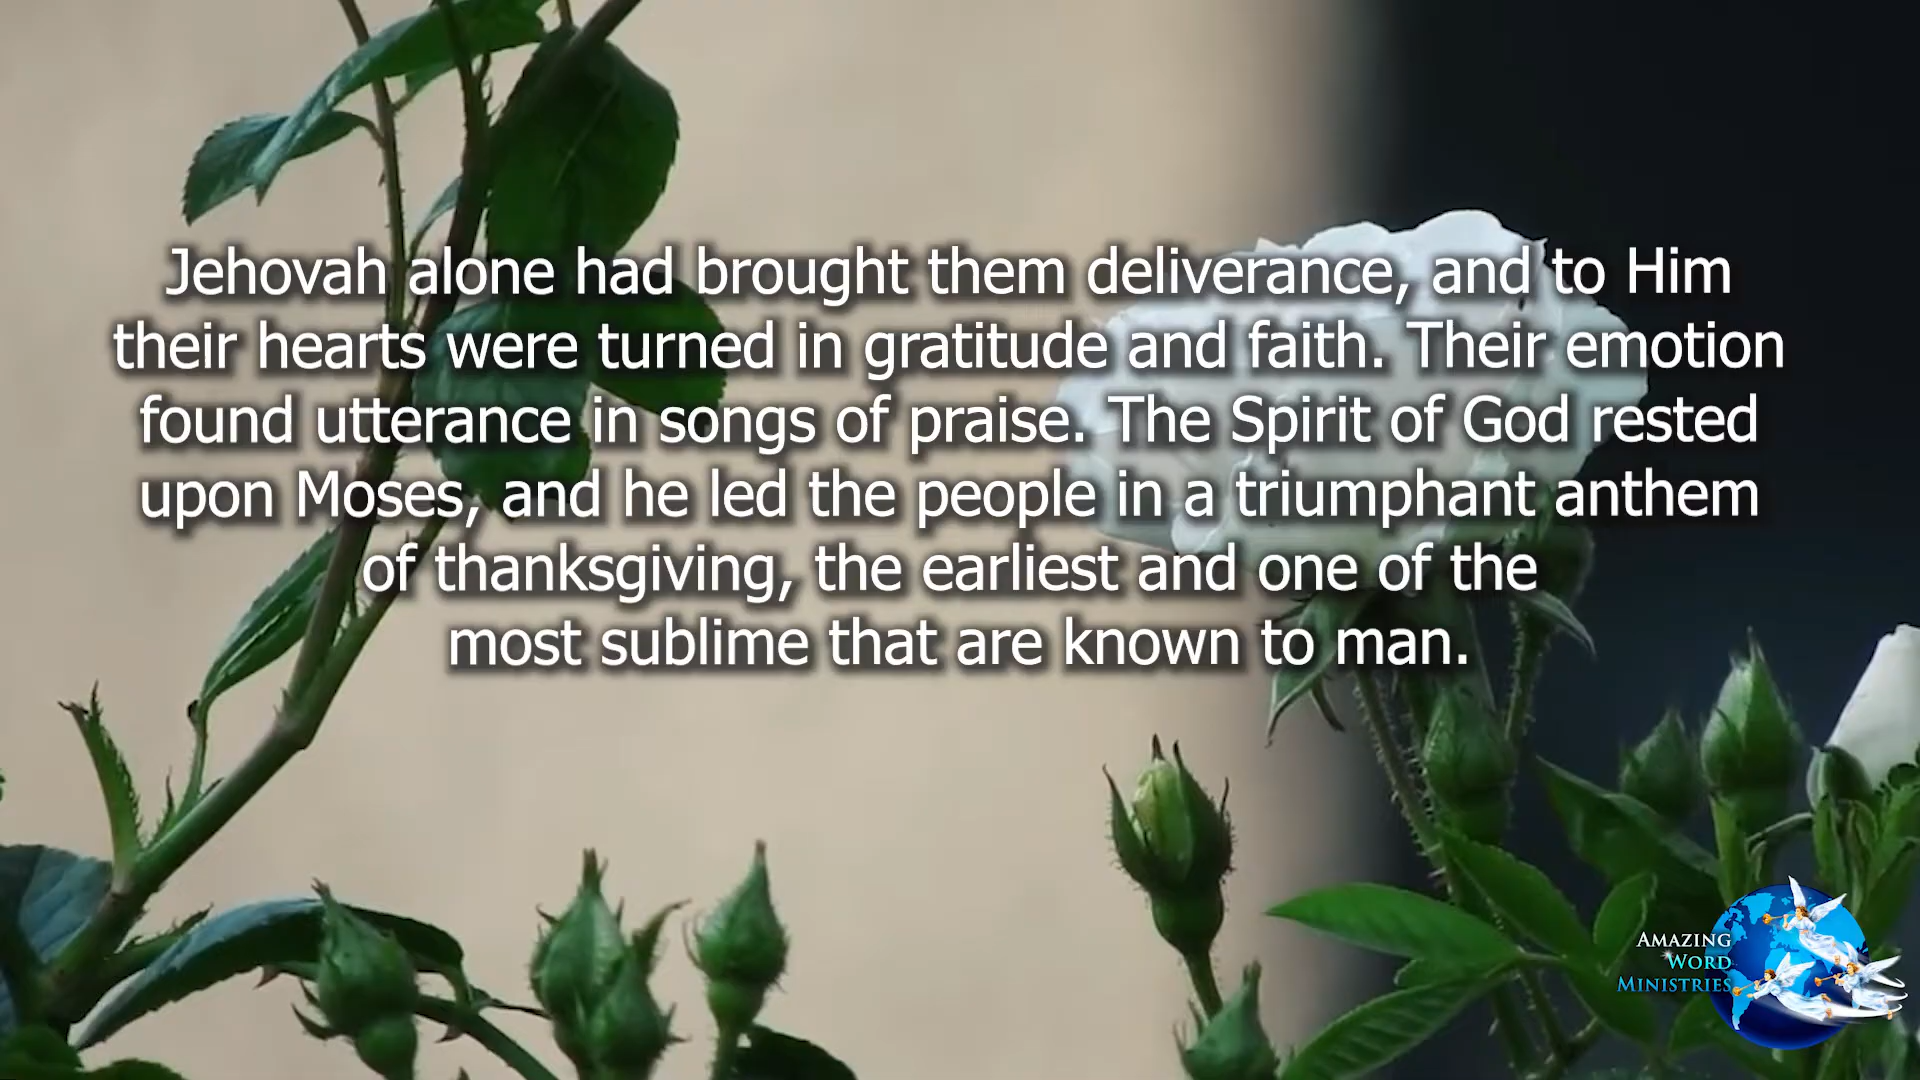 Jehovah alone had brought them deliverance, and to Him
their hearts were turned in gratitude and faith. Their emotion
found utterance in songs of praise. The Spirit of God rested
upon Moses, and he led the people in a triumphant anthem
of thanksgiving, the earliest and one of the
most sublime that are known to man.
AMAZING
WORD
MINISTRIES